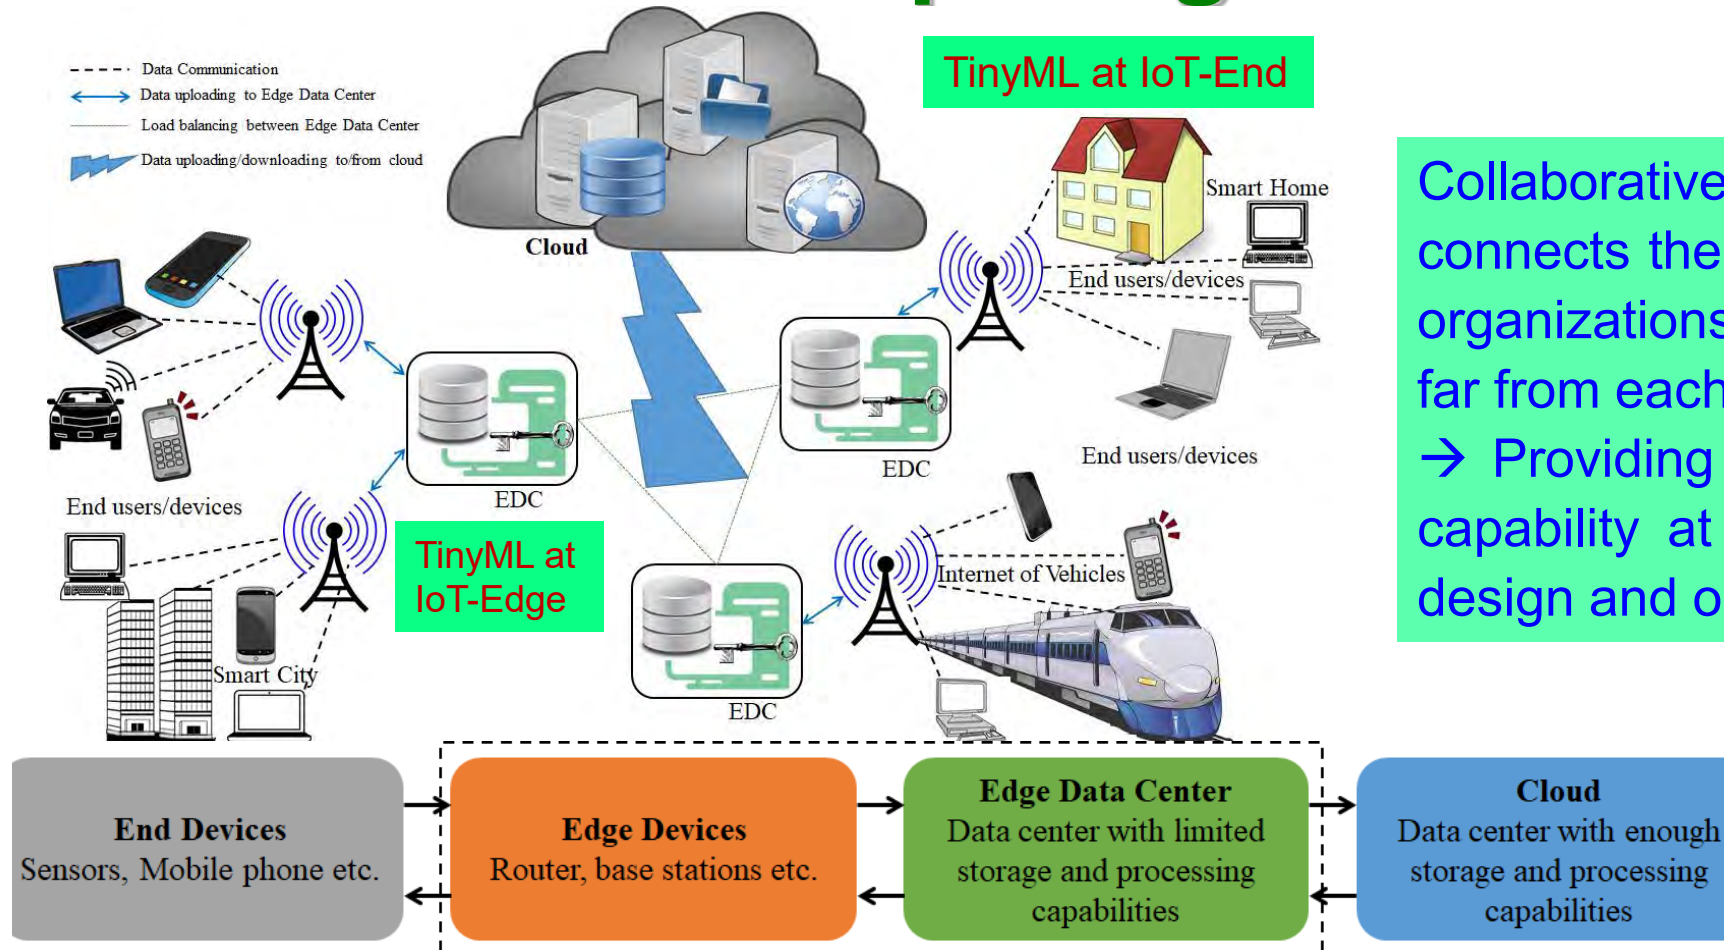 TinyML at IoT-End
Data Communication
Data uploading to Edge Data Center
Load balancing between Edge Data Center
Data uploading/downloading to/from cloud
Cloud
Smart Home
End users/devices
EDC
End users/devices
EDC
End users/devices
TinyML at
IoT-Edge
Internet of Vehicles
Smart City
EDC
Collaborative
connects the
organizations
far from each
→ Providing
capability at
design and o
End Devices
Sensors, Mobile phone etc.
Edge Devices
Router, base stations etc.
Edge Data Center
Data center with limited
storage and processing
capabilities
Cloud
Data center with enough
storage and processing
capabilities